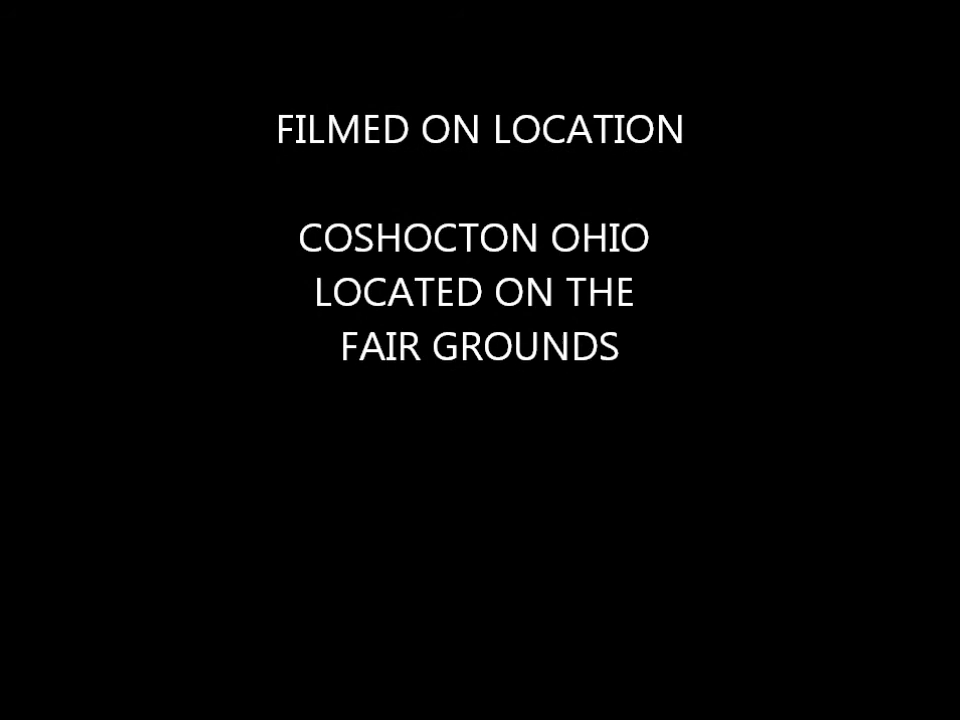 FILMED ON LOCATION
COSHOCTON OHIO
LOCATED ON THE
FAIR GROUNDS